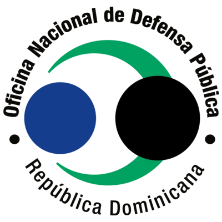 Oficina Nacional de Defensa Pública
República Dominicana